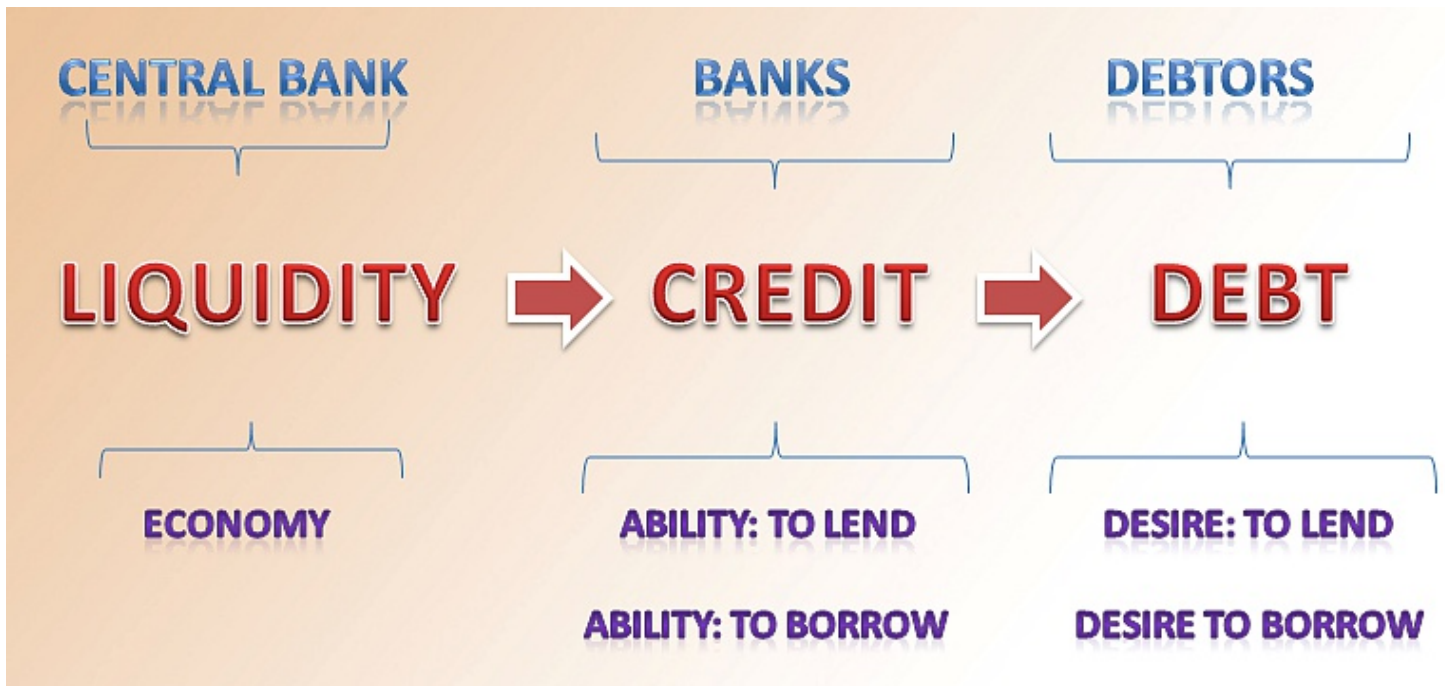 CENTRAL BANK BANKS DEBTORS
LIQUIDITY CREDIT DEBT
ECONOMY ABILITY: TO LEND DESIRE: TO LEND
ABILITY: TO BORROW DESIRE TO BORROW